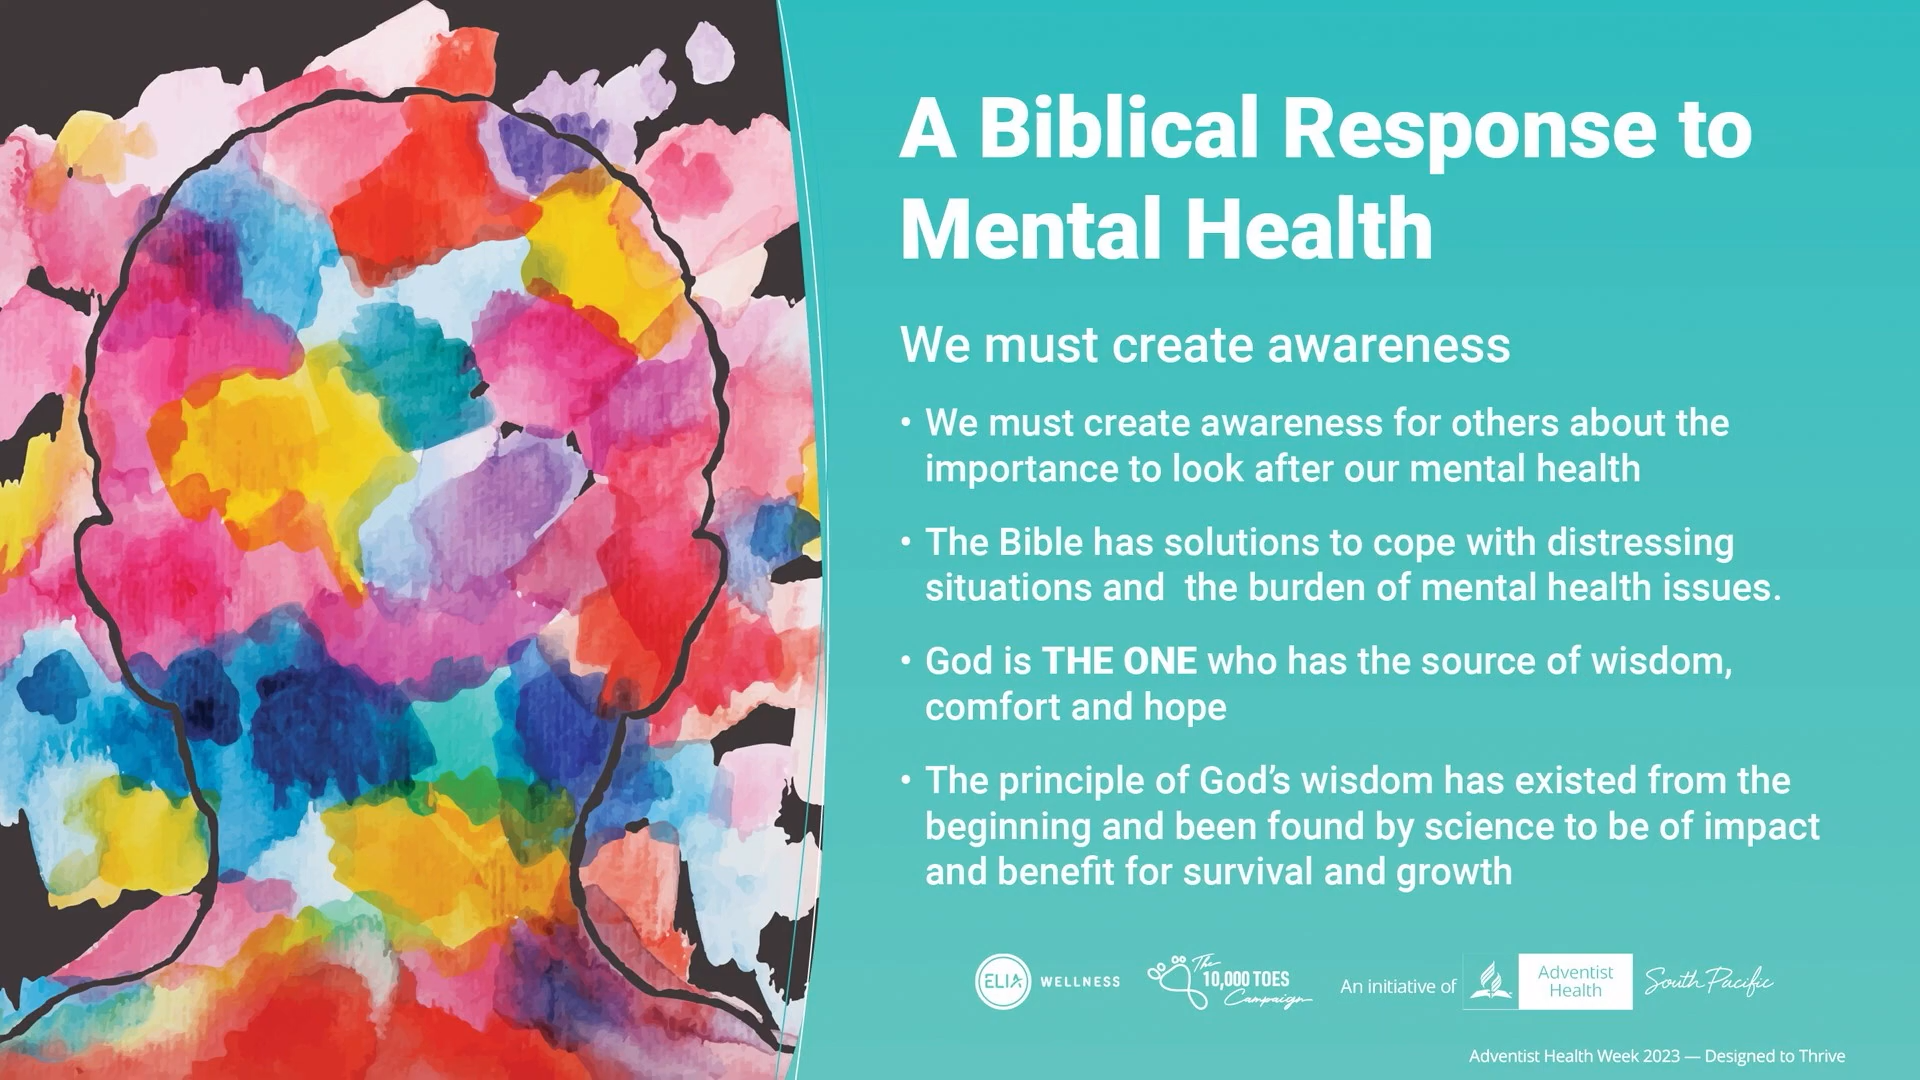 A Biblical Response to
Mental Health
We must create awareness
• We must create awareness for others about the
importance to look after our mental health
• The Bible has solutions to cope with distressing
situations and  the burden of mental health issues.
• God is THE ONE who has the source of wisdom,
comfort and hope
• The principle of God’s wisdom has existed from the
beginning and been found by science to be of impact
and benefit for survival and growth
ELIA WELLNESS
The
10,000 TOES
Campaign
An initiative of
Adventist
Health
South Pacific
Adventist Health Week 2023 — Designed to Thrive